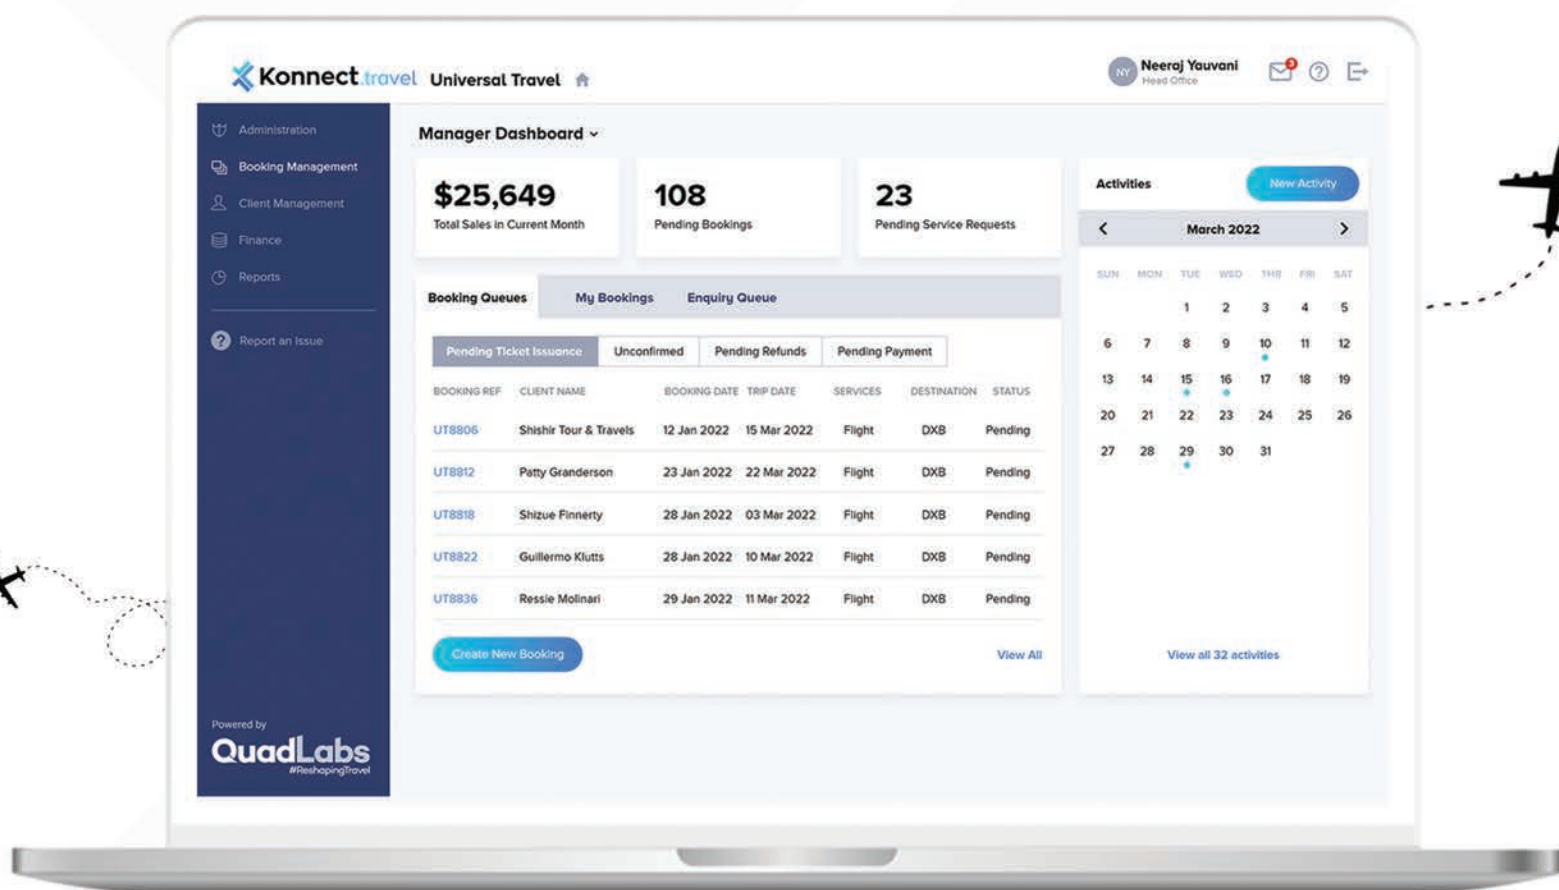 Konnect.travel Universal Travel
NY Neeraj Yauvani
Head Office
3
Administration
Booking Management
Client Management
Finance
Reports
Report an Issue
Powered by
QuadLabs
#ReshapingTravel
Manager Dashboard
$25,649
Total Sales in Current Month
108
Pending Bookings
23
Pending Service Requests
Booking Queues My Bookings Enquiry Queue
Pending Ticket Issuance Unconfirmed Pending Refunds Pending Payment
BOOKING REF CLIENT NAME BOOKING DATE TRIP DATE SERVICES DESTINATION STATUS
UT8806 Shishir Tour & Travels 12 Jan 2022 15 Mar 2022 Flight DXB Pending
UT8812 Patty Granderson 23 Jan 2022 22 Mar 2022 Flight DXB Pending
UT8818 Shizue Finnerty 28 Jan 2022 03 Mar 2022 Flight DXB Pending
UT8822 Guillermo Klutts 28 Jan 2022 10 Mar 2022 Flight DXB Pending
UT8836 Ressie Molinari 29 Jan 2022 11 Mar 2022 Flight DXB Pending
Create New Booking View All
Activities New Activity
March 2022
SUN MON TUE WED THR FRI SAT
1 2 3 4 5
6 7 8 9 10 11 12
13 14 15 16 17 18 19
20 21 22 23 24 25 26
27 28 29 30 31
View all 32 activities